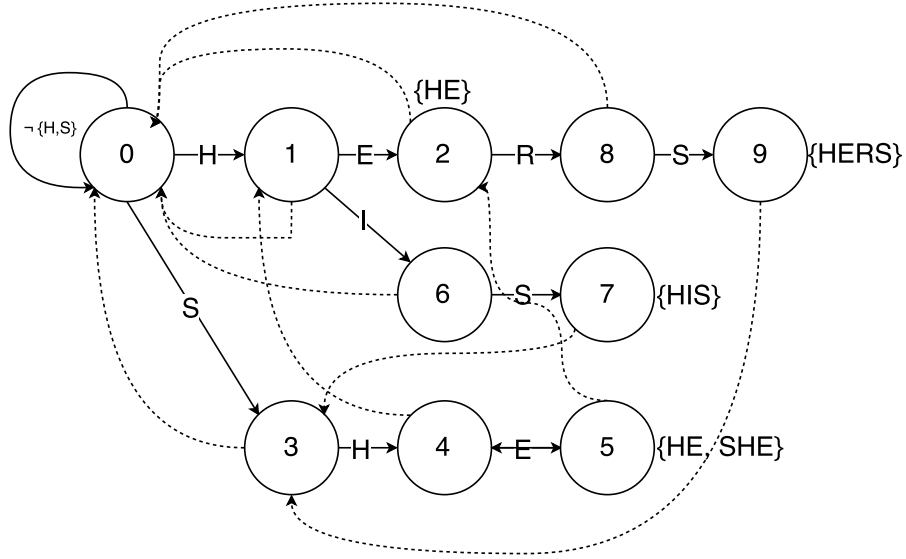 {HE}
¬ {H,S}
0 H 1 E 2 R 8 S 9 {HERS}
I
S
6 S 7 {HIS}
3 H 4 E 5 {HE, SHE}